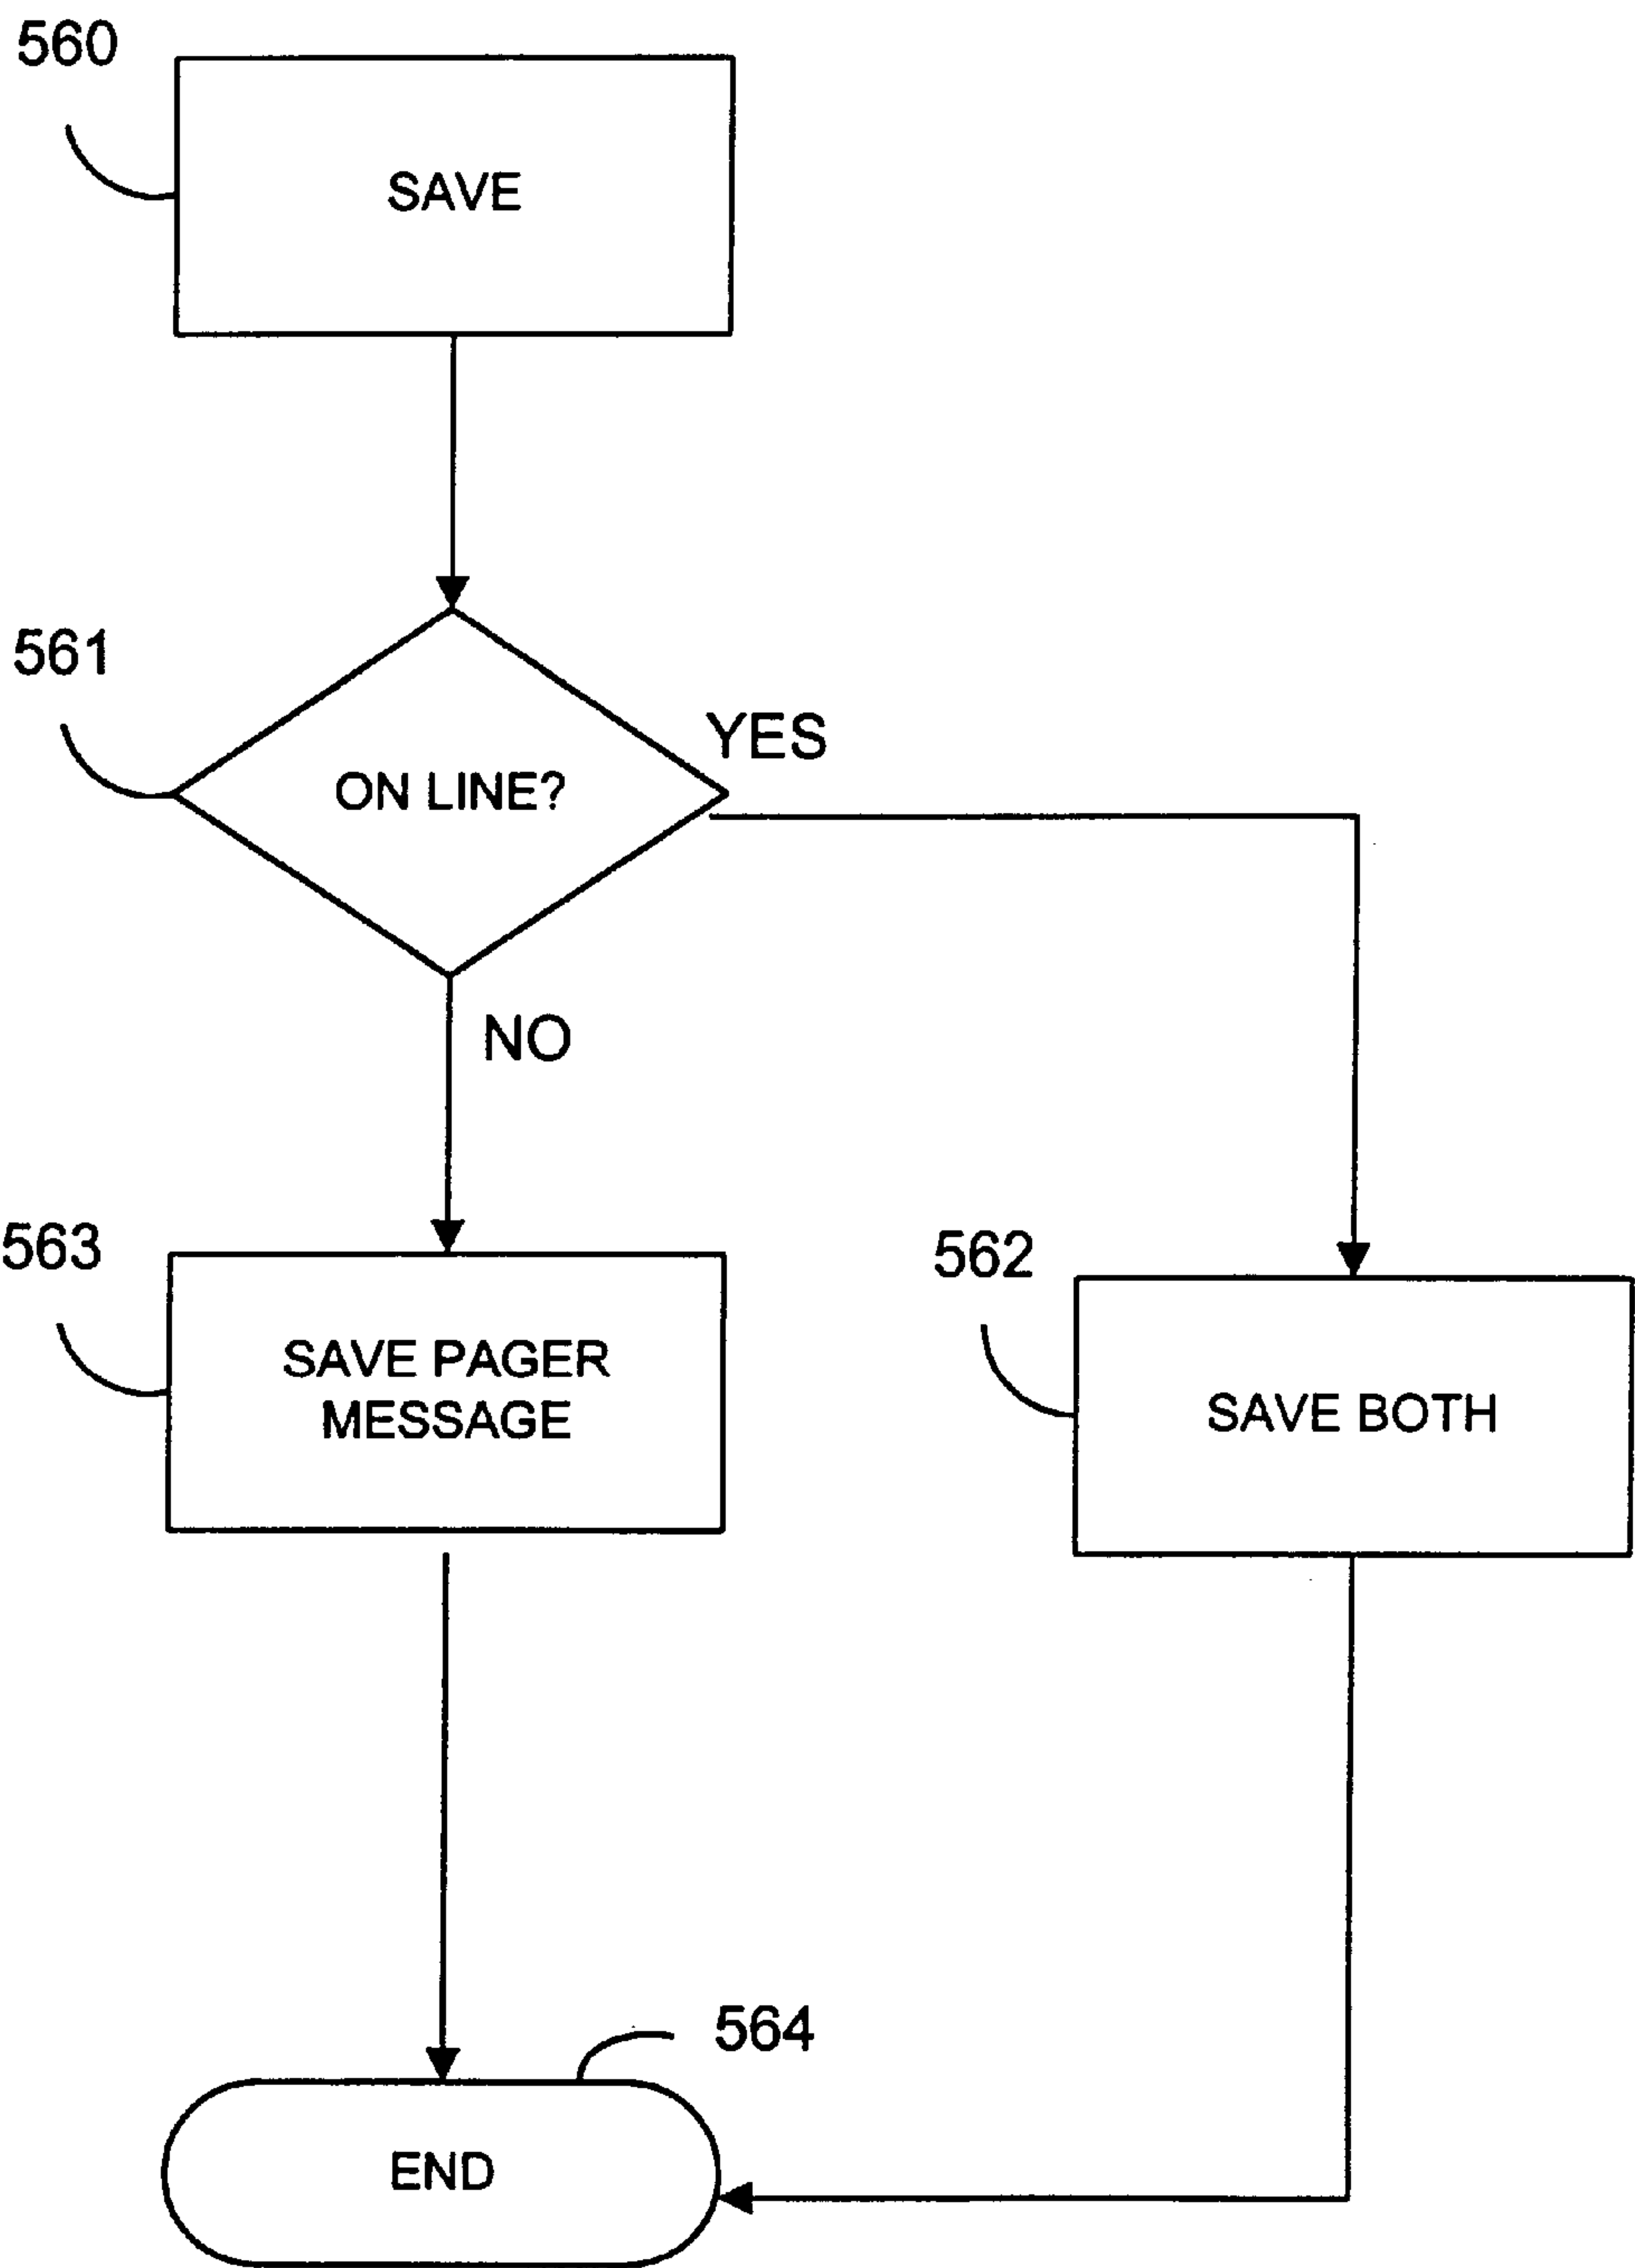 560
SAVE
561
YES
ON LINE?
NO
563
SAVE PAGER
MESSAGE
562
SAVE BOTH
564
END